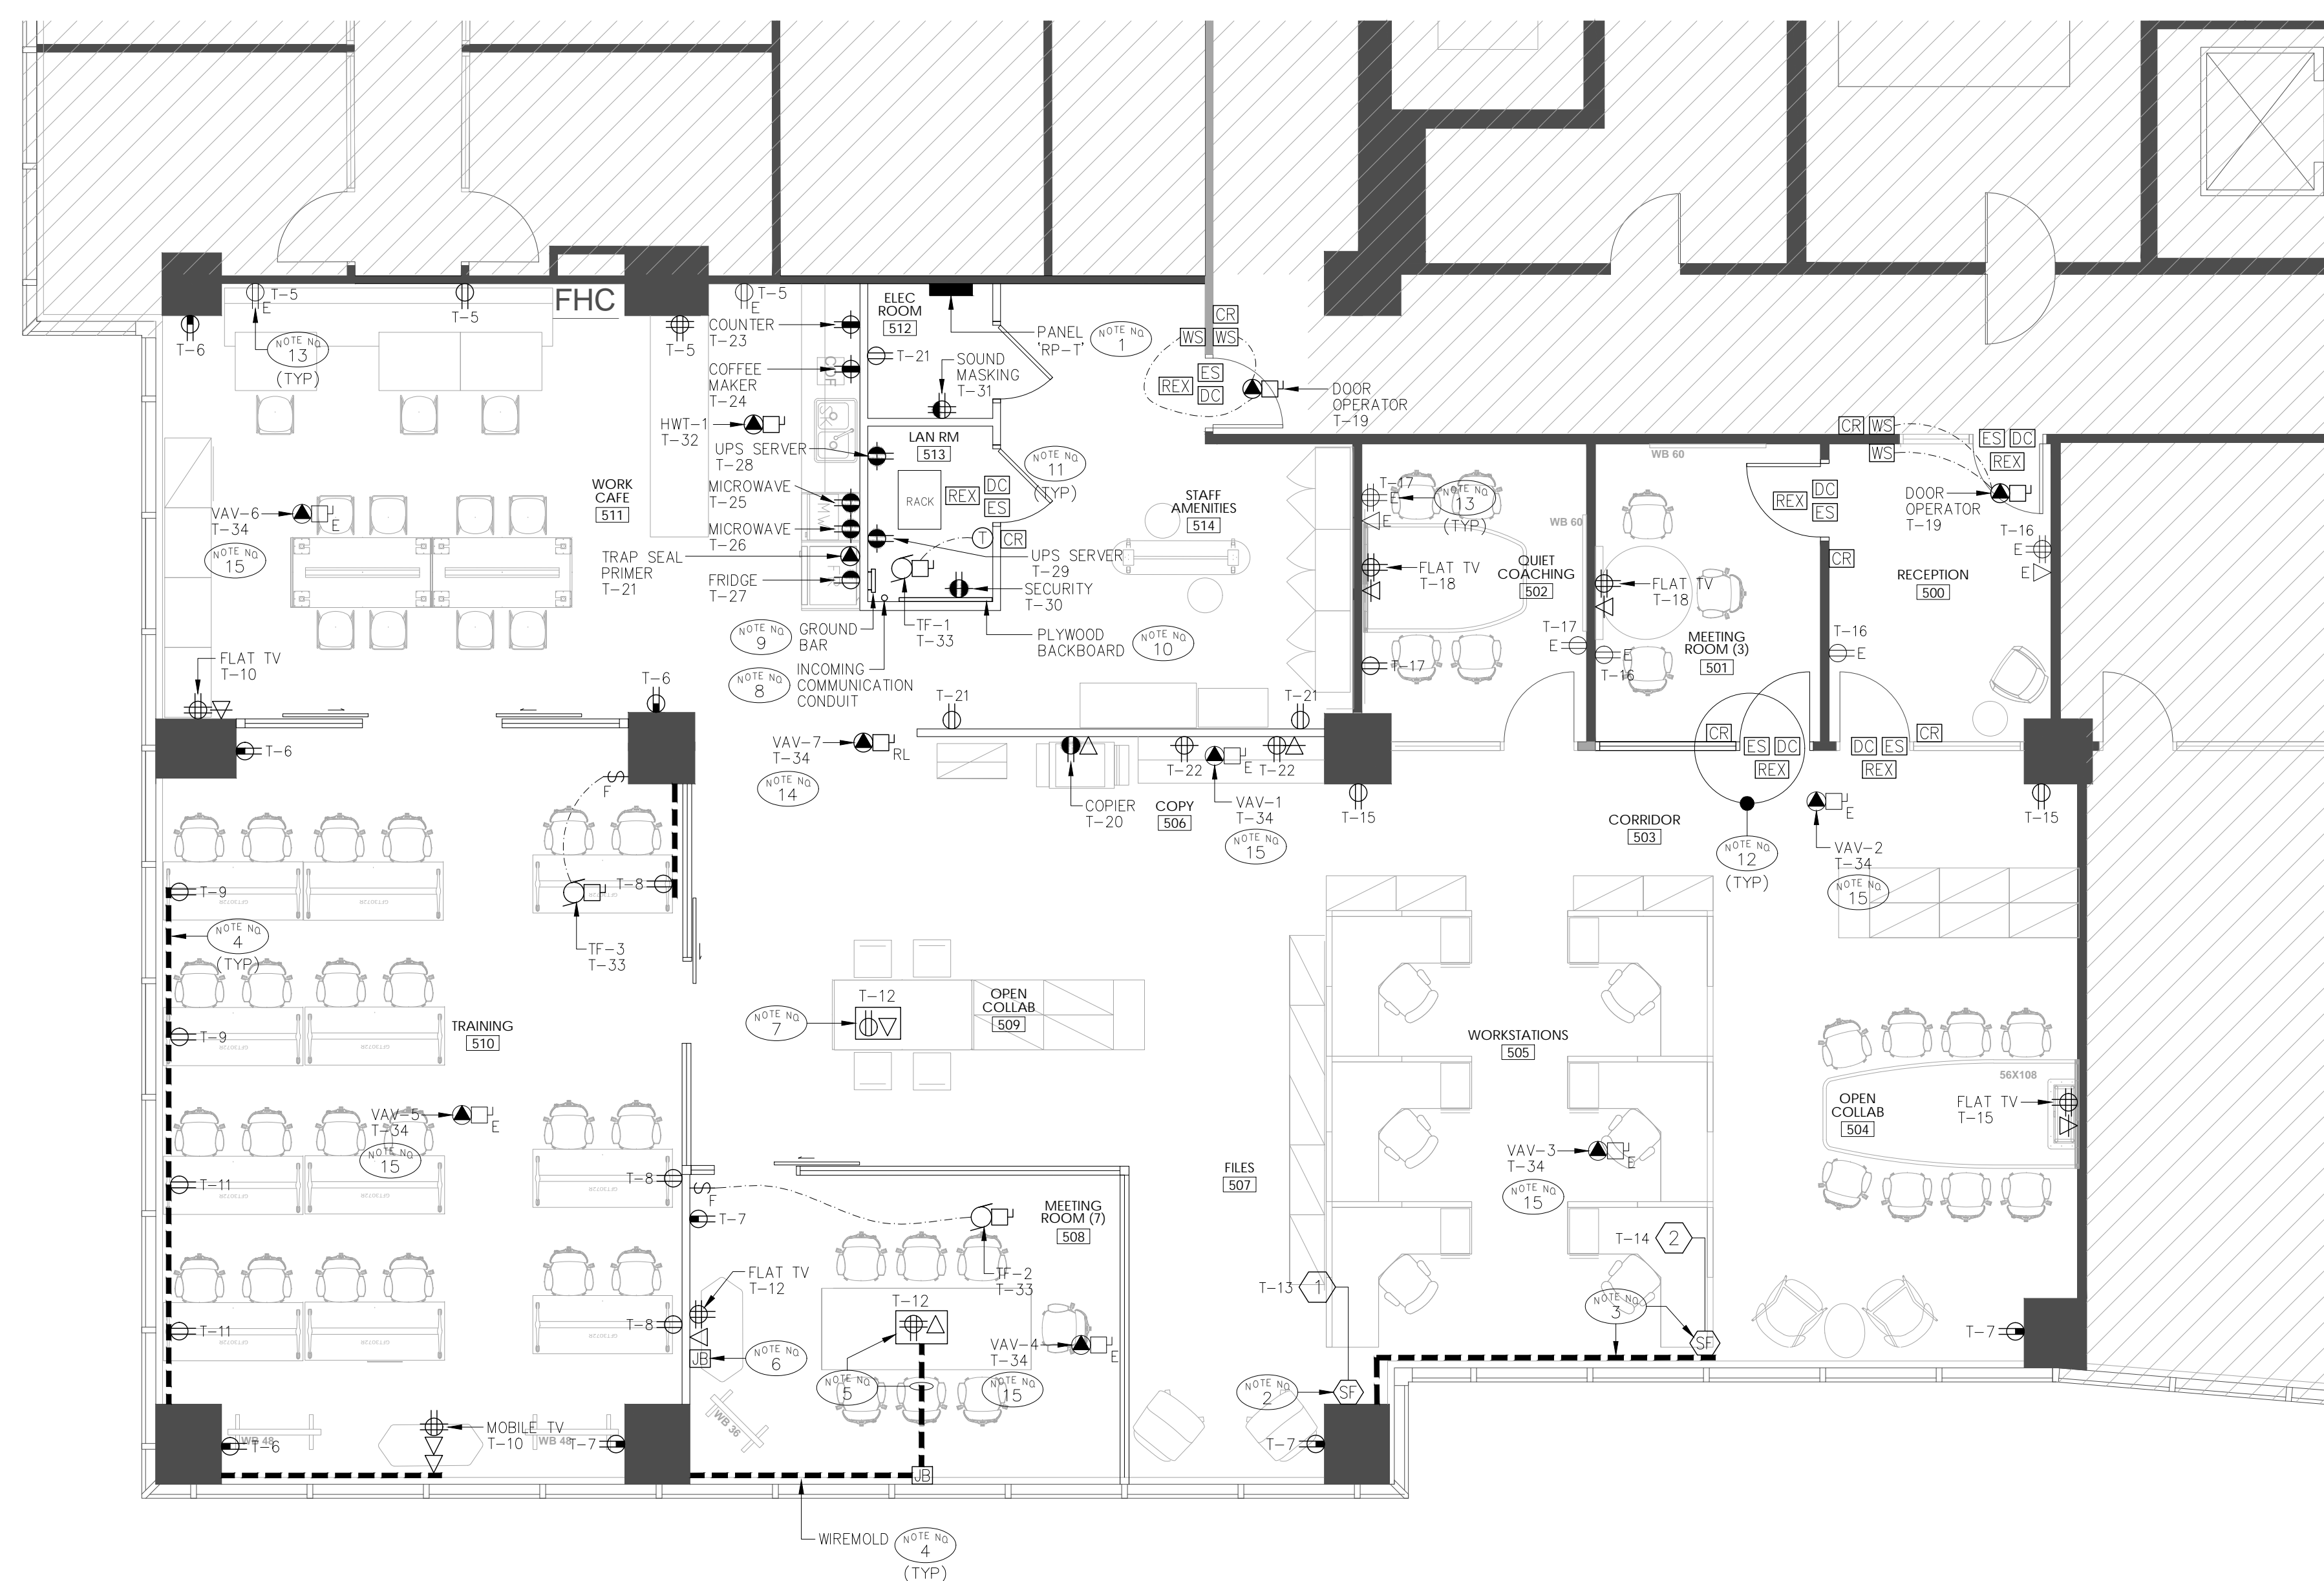 FHC
T-5
E
NOTE NO
13
(TYP)
T-5
T-5
T-5
E
T-6
COUNTER
T-23
COFFEE
MAKER
T-24
HWT-1
T-32
UPS SERVER
T-28
MICROWAVE
T-25
MICROWAVE
T-26
TRAP SEAL
PRIMER
T-21
FRIDGE
T-27
WORK
CAFE
511
VAV-6
T-34
E
NOTE NO
15
ELEC
ROOM
512
PANEL
'RP-T'
NOTE NO
1
T-21
SOUND
MASKING
T-31
LAN RM
513
RACK
REX
DC
ES
NOTE NO
11
(TYP)
T
CR
UPS SERVER
T-29
SECURITY
T-30
TF-1
T-33
PLYWOOD
BACKBOARD
NOTE NO
10
NOTE NO
9
GROUND
BAR
NOTE NO
8
INCOMING
COMMUNICATION
CONDUIT
STAFF
AMENITIES
514
CR
WS
WS
ES
REX
DC
DOOR
OPERATOR
T-19
T-17
E
NOTE NO
13
(TYP)
E
WB 60
FLAT TV
T-18
QUIET
COACHING
502
T-17
T-17
E
WB 60
FLAT TV
T-18
MEETING
ROOM (3)
501
E
T-16
REX
DC
ES
CR
CR
WS
WS
ES
DC
REX
DOOR
OPERATOR
T-19
T-16
E
E
RECEPTION
500
T-16
E
CR
ES
DC
REX
DC
ES
CR
REX
NOTE NO
12
(TYP)
FLAT TV
T-10
T-6
T-6
T-21
T-21
VAV-7
T-34
RL
NOTE NO
14
T-22
E
T-22
COPIER
T-20
COPY
506
VAV-1
T-34
NOTE NO
15
T-15
CORRIDOR
503
E
VAV-2
T-34
NOTE NO
15
T-15
S
F
T-9
T-8
NOTE NO
4
(TYP)
TF-3
T-33
T-9
TRAINING
510
VAV-5
T-34
E
NOTE NO
15
T-11
T-8
T-11
T-8
T-12
NOTE NO
7
OPEN
COLLAB
509
WORKSTATIONS
505
VAV-3
T-34
E
NOTE NO
15
56X108
OPEN
COLLAB
504
FLAT TV
T-15
FILES
507
S
F
T-7
MEETING
ROOM (7)
508
TF-2
T-33
FLAT TV
T-12
T-12
VAV-4
T-34
E
NOTE NO
15
JB
NOTE NO
6
NOTE NO
5
WB 36
T-13
1
T-14
2
NOTE NO
3
SF
NOTE NO
2
SF
T-7
T-7
WB 48
T-6
MOBILE TV
T-10
WB 48
T-7
JB
WIREMOLD
NOTE NO
4
(TYP)